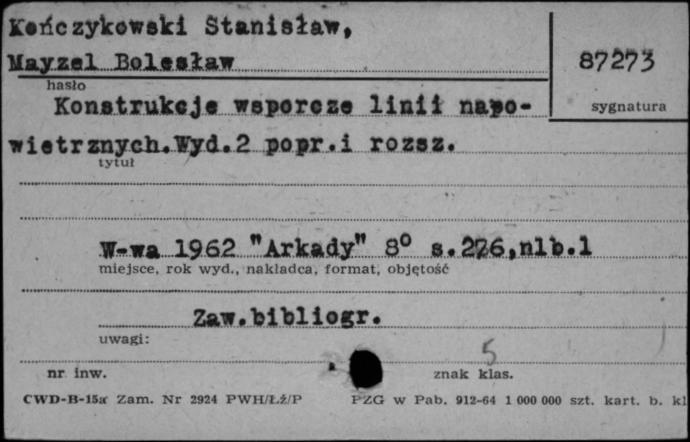 Kończykowski Stanisław,
Mayzel Bolesław
87273
hasło
sygnatura
Konstrukcje wsporcze linii napo-
wietrznych.Wyd.2 popr.i rozsz.
tytuł
W-wa 1962 "Arkady" 8° s.276,nlb.1
miejsce, rok wyd., nakładca, format, objętość
Zaw.bibliogr.
uwagi:
5
nr inw.
znak klas.
CWD-B-15a Zam. Nr 2924 PWH/Łż/P PZG w Pab. 912-64 1 000 000 szt. kart. b. kl